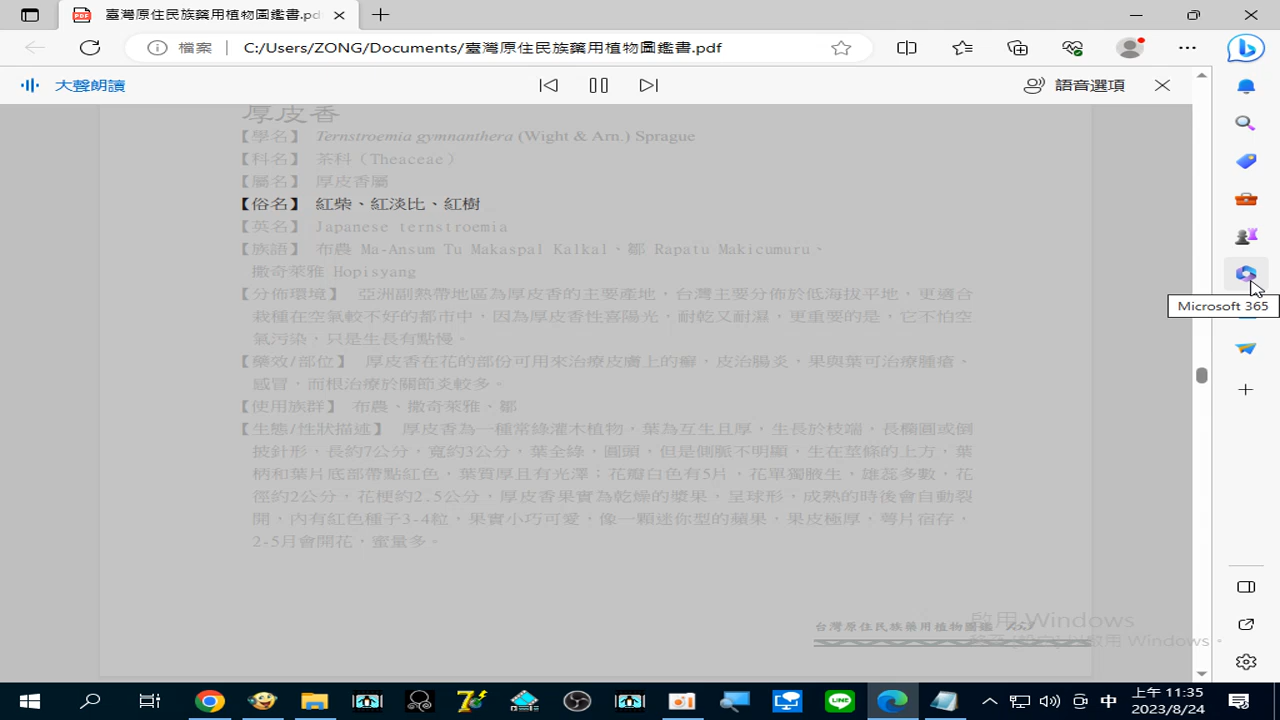 臺灣原住民族藥用植物圖鑑書.pdf
檔案
C:/Users/ZONG/Documents/臺灣原住民族藥用植物圖鑑書.pdf
大聲朗讀
語音選項
厚皮香
【學名】 Ternstroemia gymnanthera (Wight & Arn.) Sprague
【科名】 茶科（Theaceae）
【屬名】 厚皮香屬
【俗名】 紅柴、紅淡比、紅樹
【英名】 Japanese ternstroemia
【族語】 布農 Ma-Ansum Tu Makaspal Kalkal、鄒 Rapatu Makicumuru、
撒奇萊雅 Hopisyang
【分佈環境】 亞洲副熱帶地區為厚皮香的主要產地，台灣主要分佈於低海拔平地，更適合
栽種在空氣較不好的都市中，因為厚皮香性喜陽光，耐乾又耐濕，更重要的是，它不怕空
氣污染，只是生長有點慢。
【藥效/部位】 厚皮香在花的部份可用來治療皮膚上的癬，皮治腸炎，果與葉可治療腫瘡、
感冒，而根治療於關節炎較多。
【使用族群】 布農、撒奇萊雅、鄒
【生態/性狀描述】 厚皮香為一種常綠灌木植物，葉為互生且厚，生長於枝端，長橢圓或倒
披針形，長約7公分，寬約3公分，葉全緣，圓頭，但是側脈不明顯，生在莖條的上方，葉
柄和葉片底部帶點紅色，葉質厚且有光澤；花瓣白色有5片，花單獨腋生，雄蕊多數，花
徑約2公分，花梗約2.5公分，厚皮香果實為乾燥的漿果，呈球形，成熟的時後會自動裂
開，內有紅色種子3-4粒，果實小巧可愛，像一顆迷你型的蘋果，果皮極厚，萼片宿存，
2-5月會開花，蜜量多。
Microsoft 365
台灣原住民族藥用植物圖鑑
啟用 Windows
啟用 Windows。
中
上午 11:35
2023/8/24